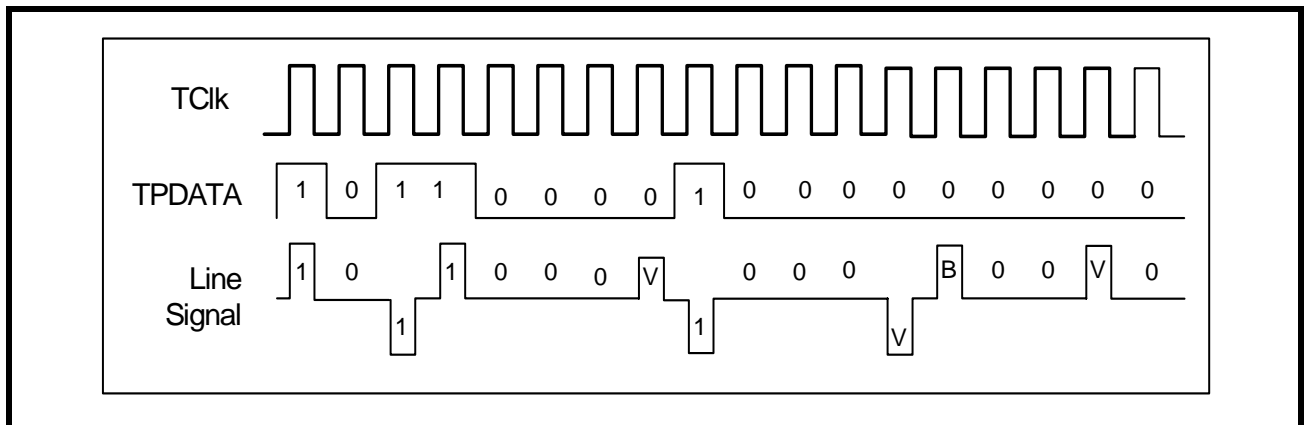 TClk
TPDATA 1 0 1 1 0 0 0 0 1 0 0 0 0 0 0 0 0 0
Line Signal 1 0 1 1 0 0 0 V 1 0 0 0 V B 0 0 V 0